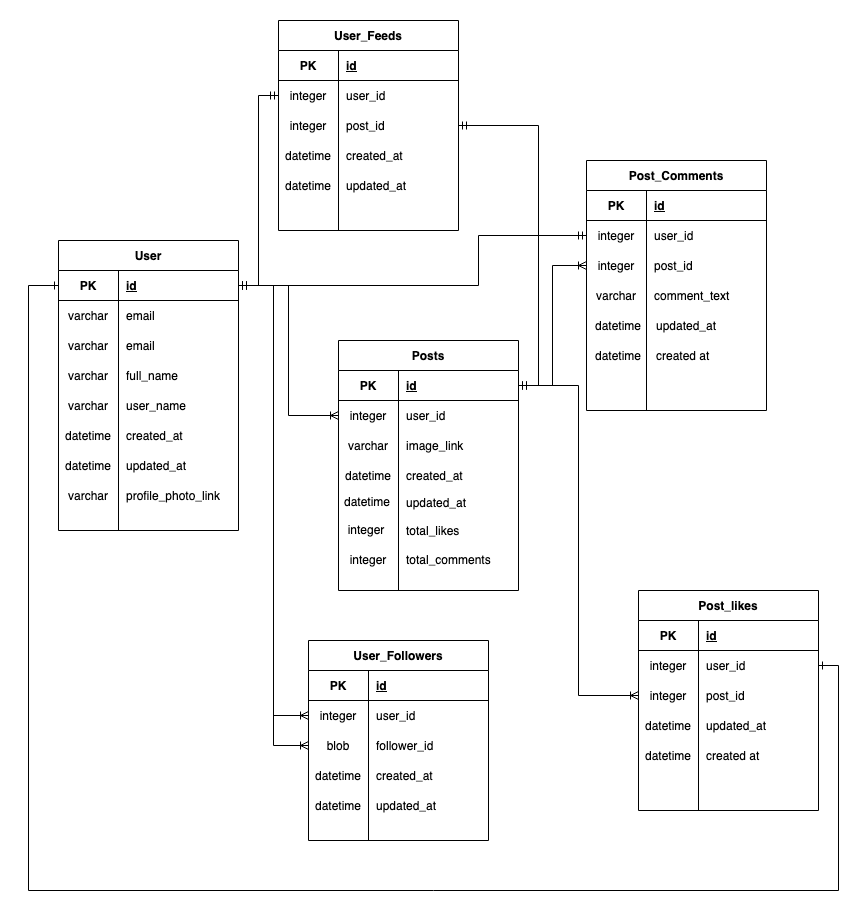 User_Feeds
PK id
integer user_id
integer post_id
datetime created_at
datetime updated_at
Post_Comments
PK id
integer user_id
integer post_id
varchar comment_text
datetime updated_at
datetime created at
User
PK id
varchar email
varchar email
varchar full_name
varchar user_name
datetime created_at
datetime updated_at
varchar profile_photo_link
Posts
PK id
integer user_id
varchar image_link
datetime created_at
datetime updated_at
integer total_likes
integer total_comments
Post_likes
PK id
integer user_id
integer post_id
datetime updated_at
datetime created at
User_Followers
PK id
integer user_id
blob follower_id
datetime created_at
datetime updated_at